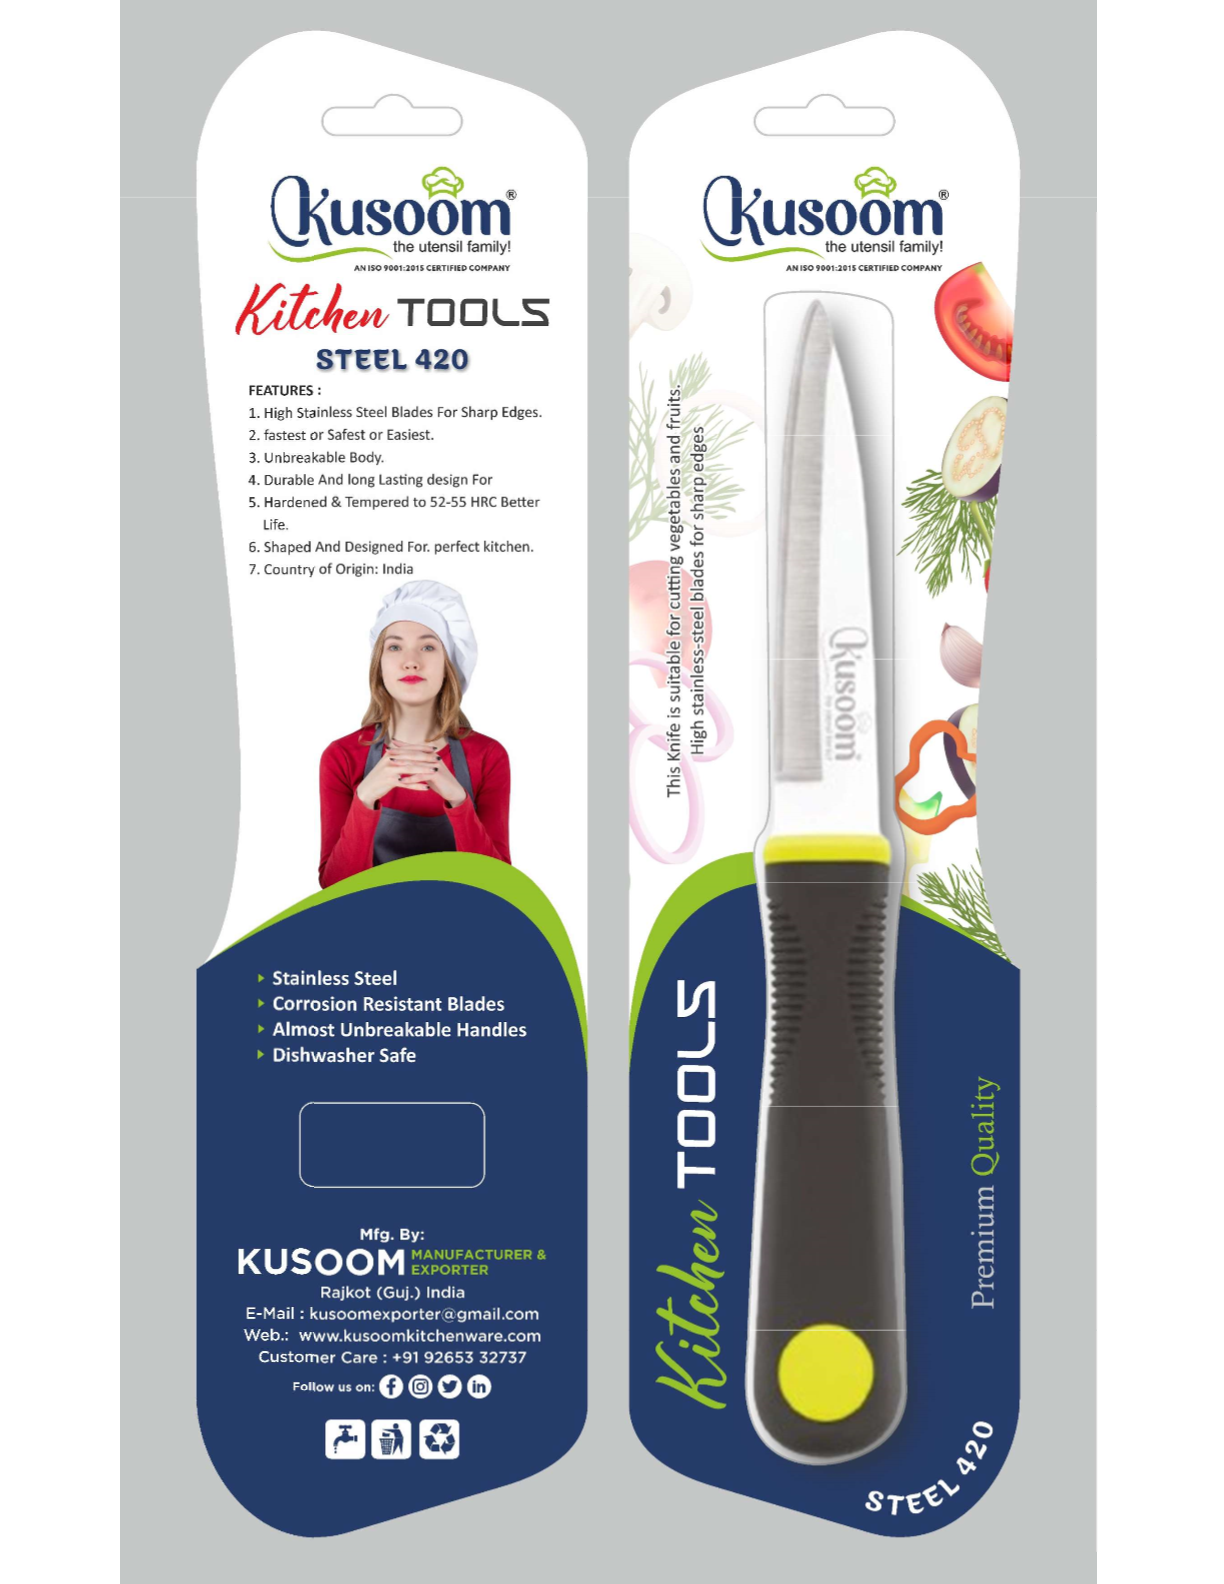 Kusoom®
the utensil family!
AN ISO 9001:2015 CERTIFIED COMPANY
Kitchen TOOLS
STEEL 420
FEATURES :
1. High Stainless Steel Blades For Sharp Edges.
2. fastest or Safest or Easiest.
3. Unbreakable Body.
4. Durable And long Lasting design For
5. Hardened & Tempered to 52-55 HRC Better
Life.
6. Shaped And Designed For. perfect kitchen.
7. Country of Origin: India
Stainless Steel
Corrosion Resistant Blades
Almost Unbreakable Handles
Dishwasher Safe
Mfg. By:
KUSOOM MANUFACTURER &
EXPORTER
Rajkot (Guj.) India
E-Mail : kusoomexporter@gmail.com
Web.: www.kusoomkitchenware.com
Customer Care : +91 92653 32737
Follow us on:
Kusoom®
the utensil family!
AN ISO 9001:2015 CERTIFIED COMPANY
This Knife is suitable for cutting vegetables and fruits.
High stainless-steel blades for sharp edges
Kusoom
Kitchen TOOLS
Premium Quality
STEEL 420